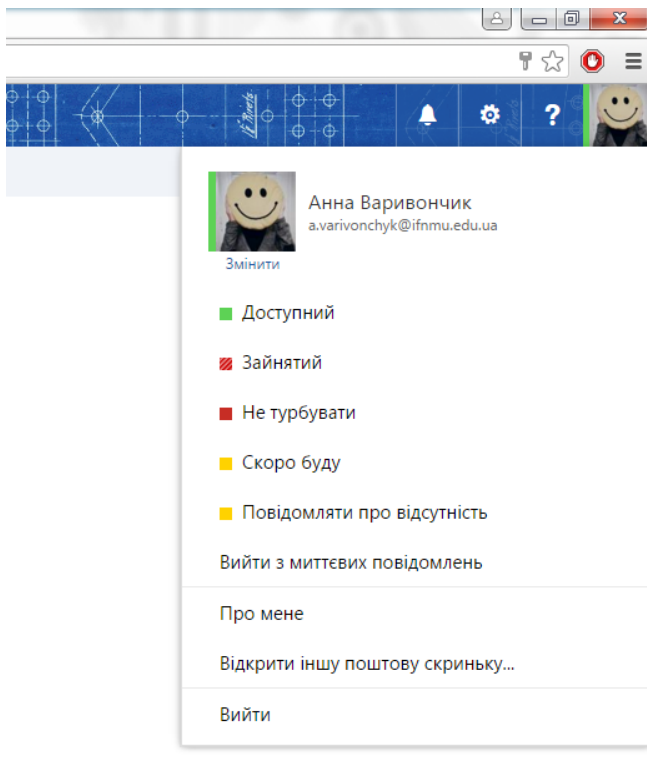 Анна Варивончик
a.varivonchyk@ifnmu.edu.ua
Змінити
Доступний
Зайнятий
Не турбувати
Скоро буду
Повідомляти про відсутність
Вийти з миттєвих повідомлень
Про мене
Відкрити іншу поштову скриньку...
Вийти